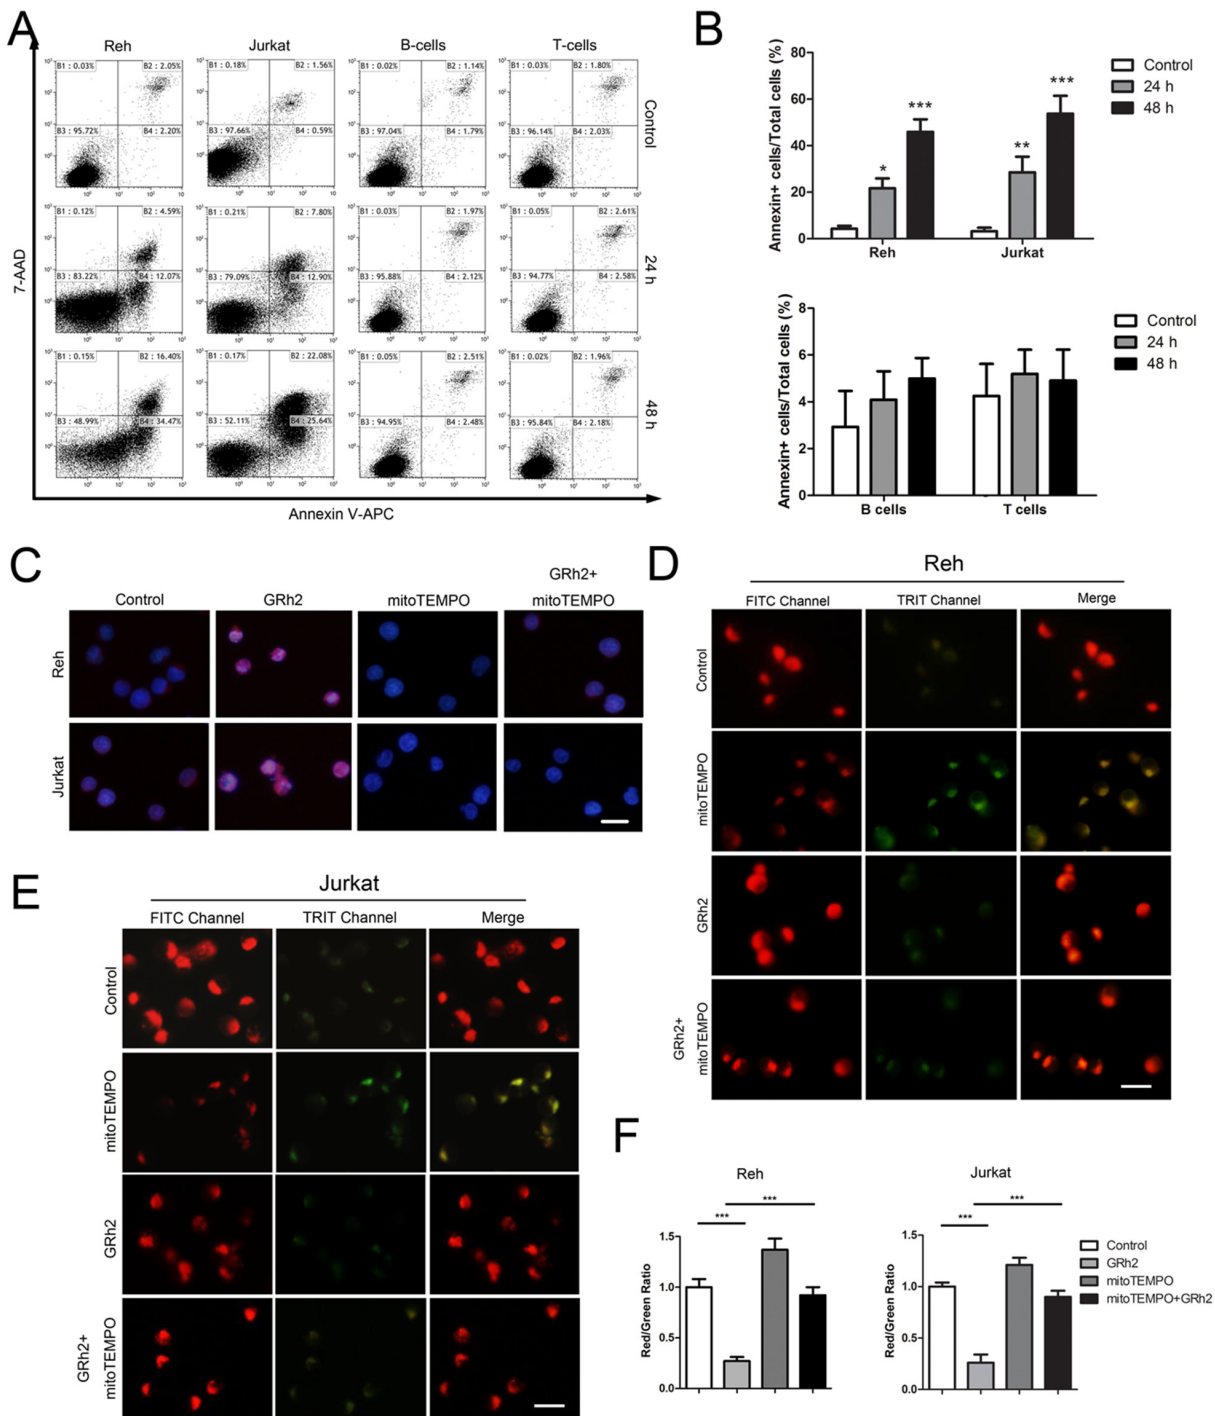 A
Reh Jurkat B-cells T-cells
B1 : 0.03% B2 : 2.05% B1 : 0.18% B2 : 1.56% B1 : 0.02% B2 : 1.14% B1 : 0.03% B2 : 1.80%
B3 : 95.72% B4 : 2.20% B3 : 97.66% B4 : 0.59% B3 : 97.04% B4 : 1.79% B3 : 96.14% B4 : 2.03%
Control
B1 : 0.12% B2 : 4.59% B1 : 0.21% B2 : 7.80% B1 : 0.03% B2 : 1.97% B1 : 0.05% B2 : 2.61%
B3 : 83.22% B4 : 12.07% B3 : 79.09% B4 : 12.90% B3 : 95.88% B4 : 2.12% B3 : 94.77% B4 : 2.58%
24 h
B1 : 0.15% B2 : 16.40% B1 : 0.17% B2 : 22.08% B1 : 0.05% B2 : 2.51% B1 : 0.02% B2 : 1.96%
B3 : 48.99% B4 : 34.47% B3 : 52.11% B4 : 25.64% B3 : 94.95% B4 : 2.48% B3 : 95.84% B4 : 2.18%
48 h
7-AAD
Annexin V-APC
B
Annexin+ cells/Total cells (%)
80
60
40
20
0
* *** ** ***
Reh Jurkat
Control
24 h
48 h
Annexin+ cells/Total cells (%)
8
6
4
2
0
B cells T cells
Control
24 h
48 h
C
GRh2+
Control GRh2 mitoTEMPO mitoTEMPO
Reh
Jurkat
D
Reh
FITC Channel TRIT Channel Merge
Control
mitoTEMPO
GRh2
GRh2+
mitoTEMPO
E
Jurkat
FITC Channel TRIT Channel Merge
Control
mitoTEMPO
GRh2
GRh2+
mitoTEMPO
F
Reh
*** ***
Red/Green Ratio
1.5
1.0
0.5
0.0
Jurkat
*** ***
Red/Green Ratio
1.5
1.0
0.5
0.0
Control
GRh2
mitoTEMPO
mitoTEMPO+GRh2